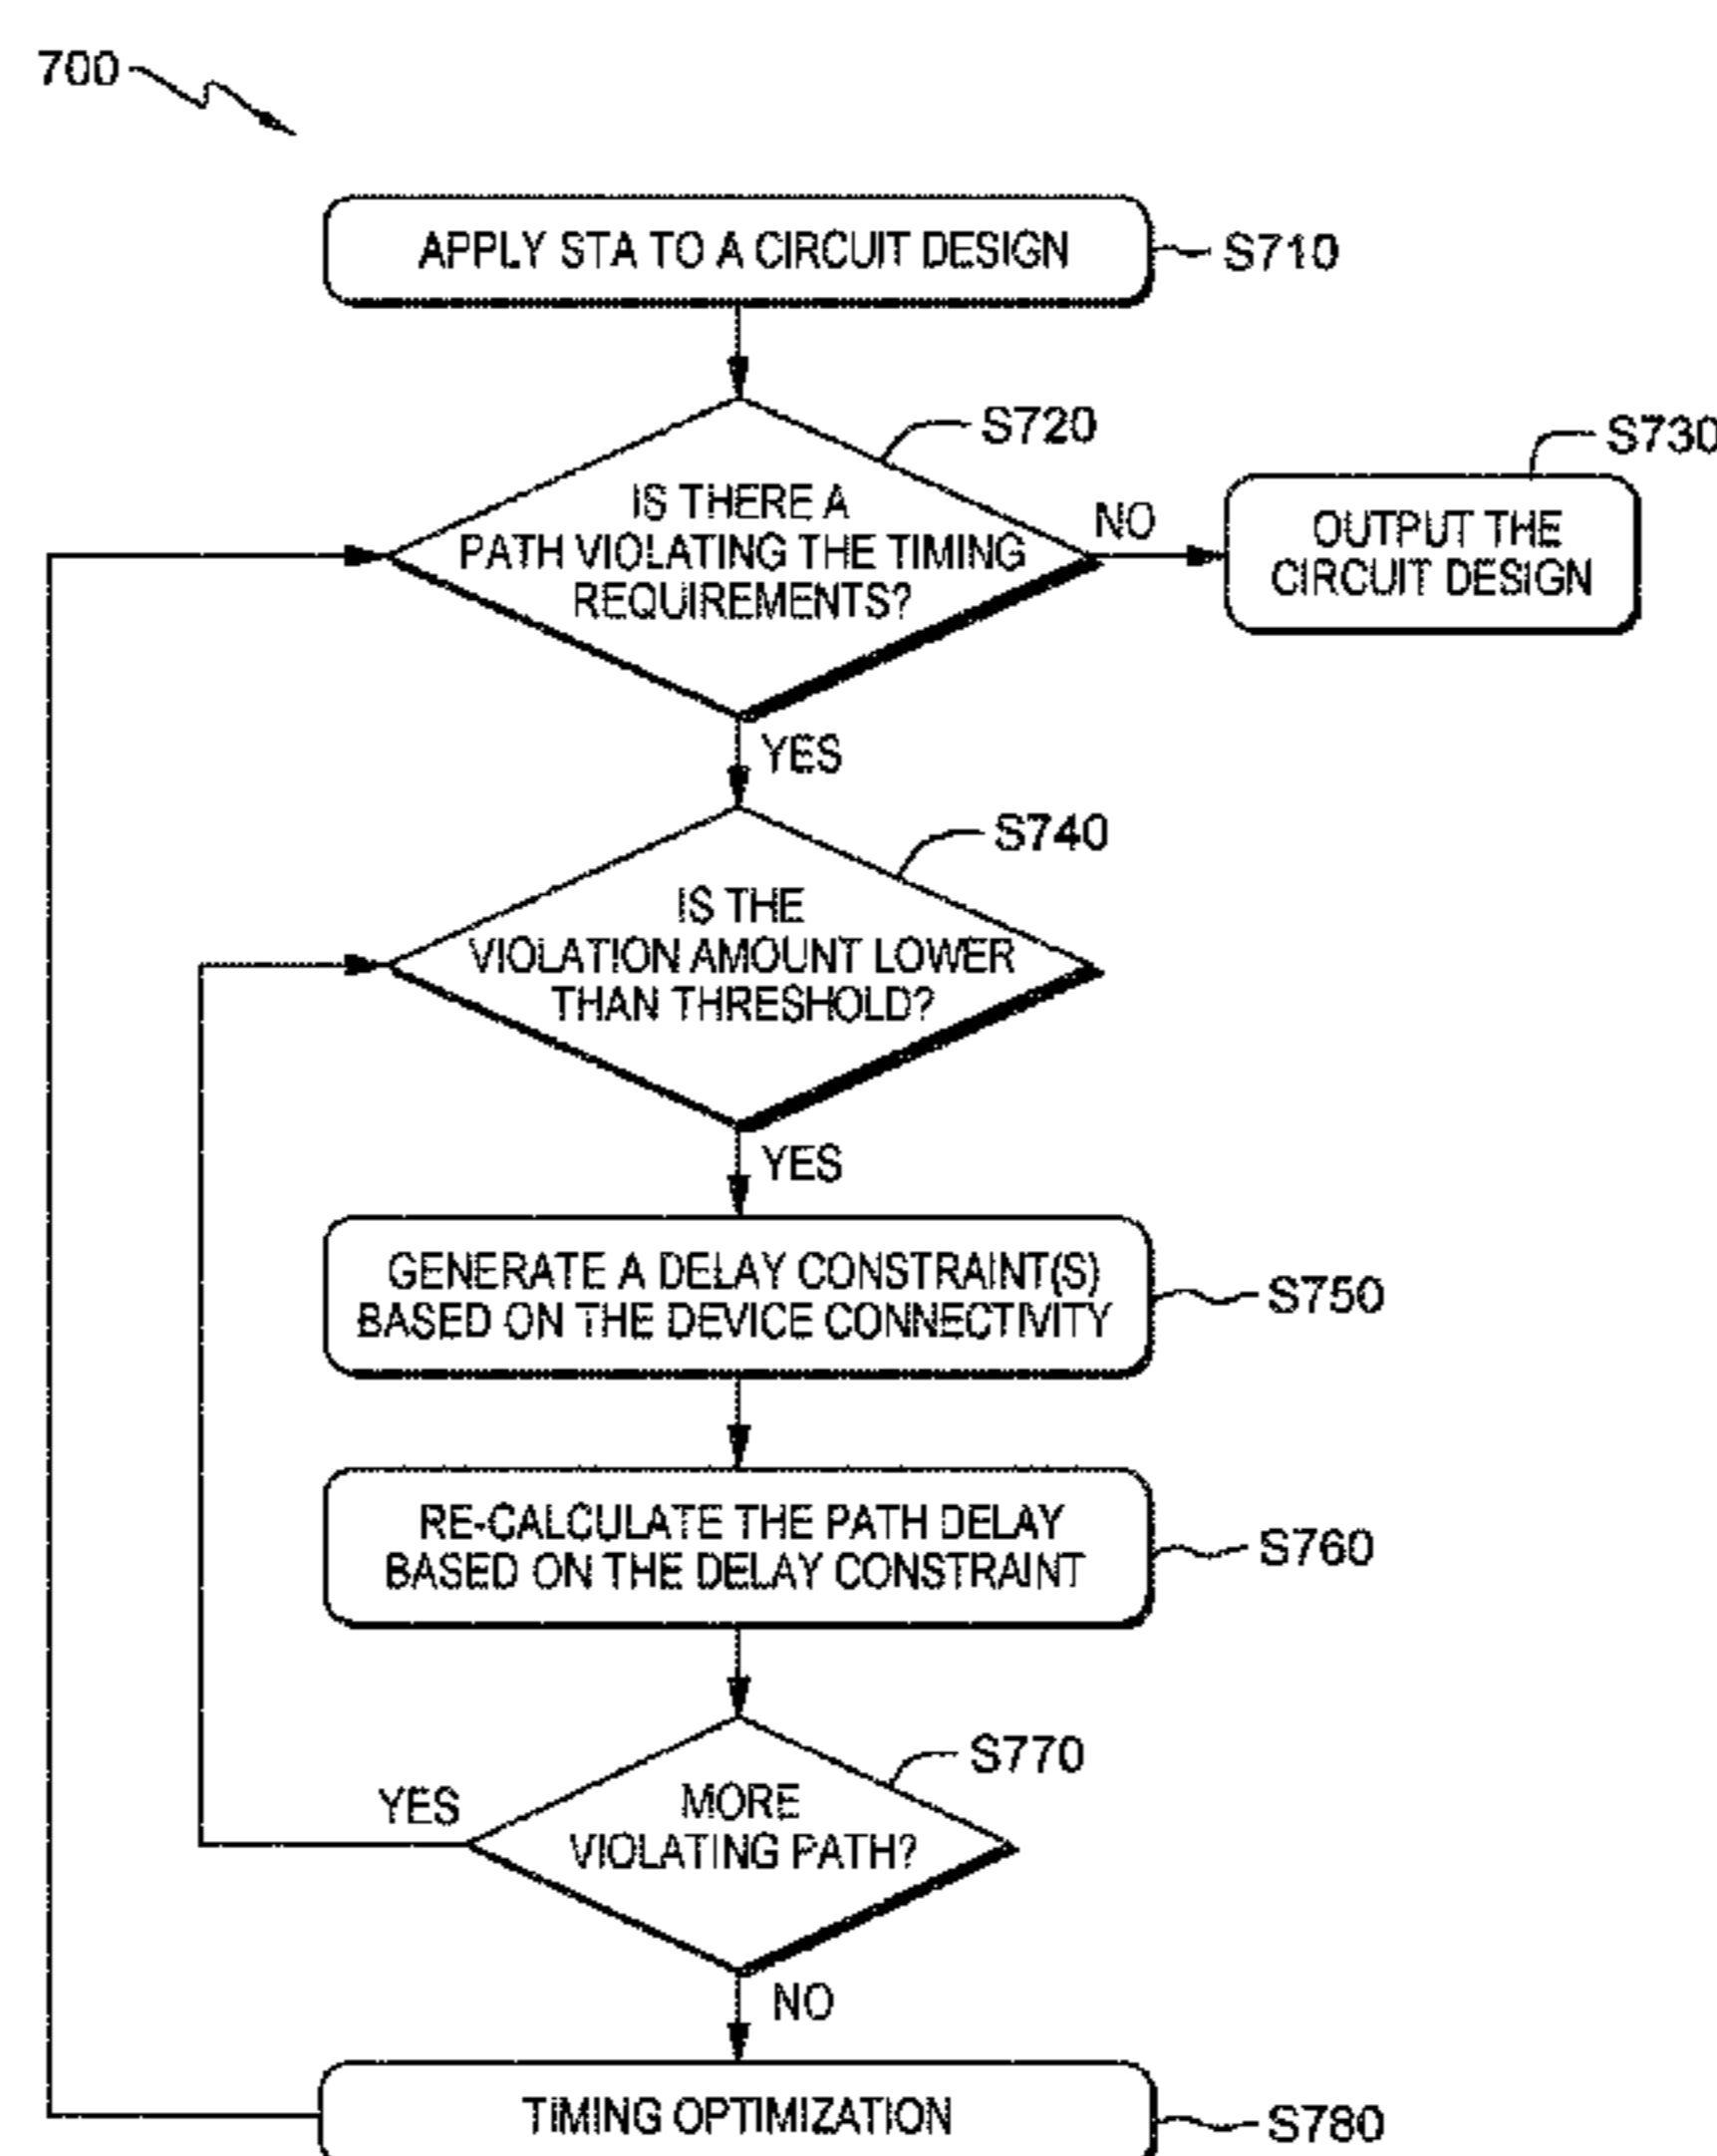 700
APPLY STA TO A CIRCUIT DESIGN
S710
S720
IS THERE A
PATH VIOLATING THE TIMING
REQUIREMENTS?
NO
S730
OUTPUT THE
CIRCUIT DESIGN
YES
S740
IS THE
VIOLATION AMOUNT LOWER
THAN THRESHOLD?
YES
GENERATE A DELAY CONSTRAINT(S)
BASED ON THE DEVICE CONNECTIVITY
S750
RE-CALCULATE THE PATH DELAY
BASED ON THE DELAY CONSTRAINT
S760
S770
YES
MORE
VIOLATING PATH?
NO
TIMING OPTIMIZATION
S780